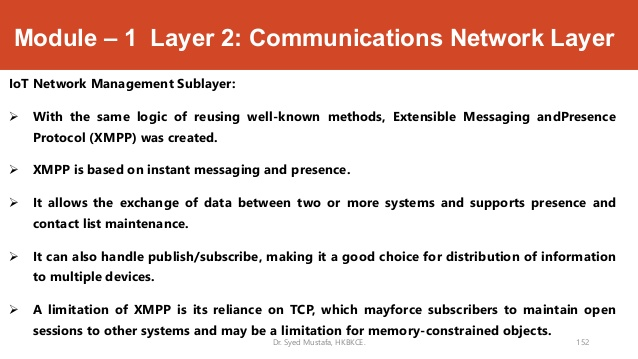 Module – 1 Layer 2: Communications Network Layer
IoT Network Management Sublayer:
➢ With the same logic of reusing well-known methods, Extensible Messaging andPresence
Protocol (XMPP) was created.
➢ XMPP is based on instant messaging and presence.
➢ It allows the exchange of data between two or more systems and supports presence and
contact list maintenance.
➢ It can also handle publish/subscribe, making it a good choice for distribution of information
to multiple devices.
➢ A limitation of XMPP is its reliance on TCP, which mayforce subscribers to maintain open
sessions to other systems and may be a limitation for memory-constrained objects.
Dr. Syed Mustafa, HKBKCE. 152